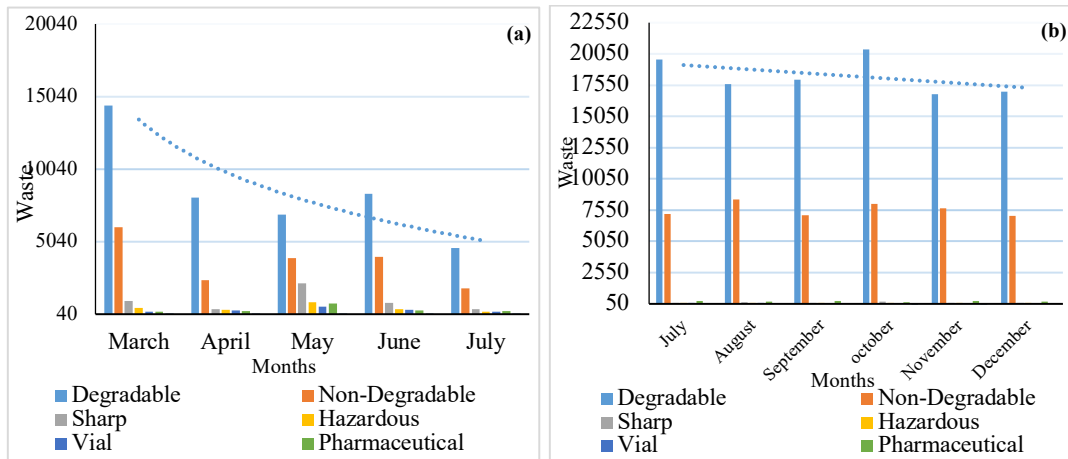 (a)
20040
15040
10040
5040
40
Waste
March April May June July
Months
Degradable Non-Degradable
Sharp Hazardous
Vial Pharmaceutical
(b)
22550
20050
17550
15050
12550
10050
7550
5050
2550
50
Waste
July August September october November December
Months
Degradable Non-Degradable
Sharp Hazardous
Vial Pharmaceutical